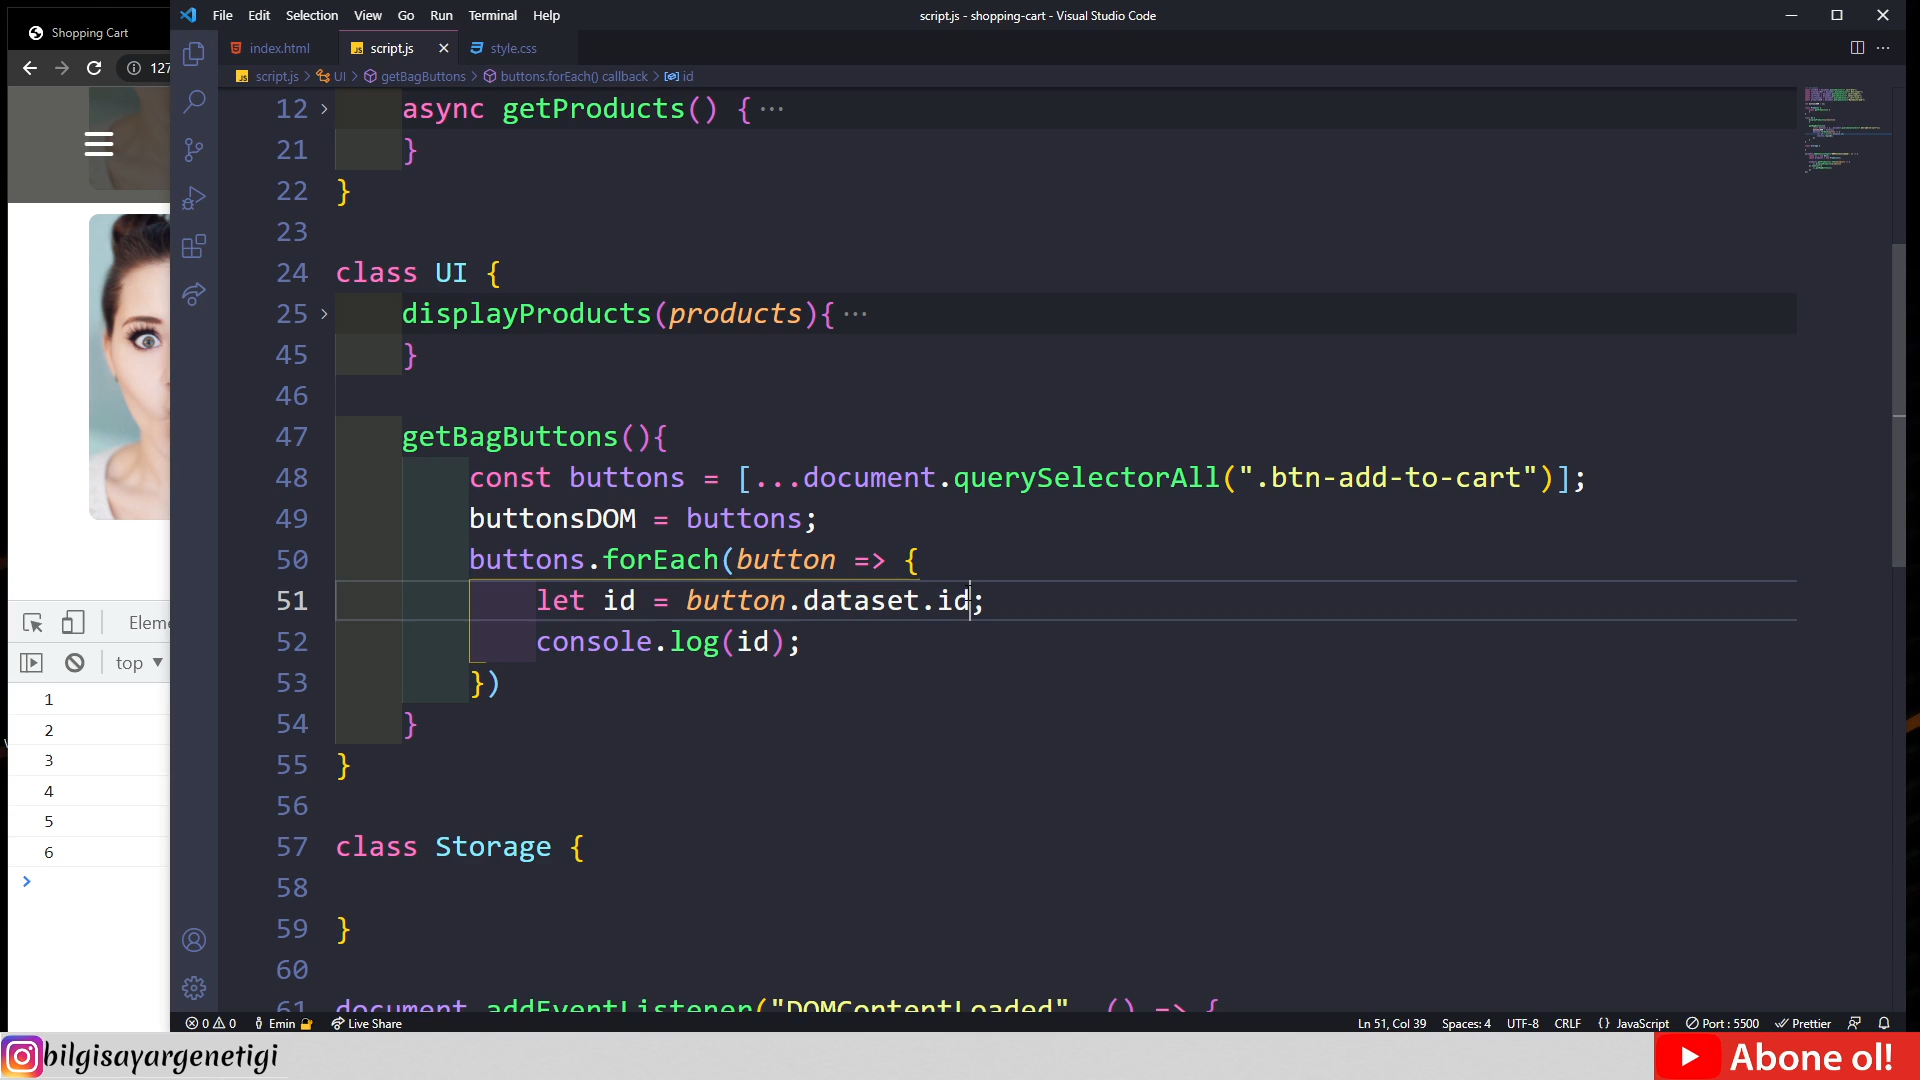 File Edit Selection View Go Run Terminal Help
script.js - shopping-cart - Visual Studio Code
Shopping Cart
127
index.html
script.js
style.css
script.js > UI > getBagButtons > buttons.forEach() callback > id
12 async getProducts() { ...
21 }
22 }
23
24 class UI {
25 displayProducts(products){ ...
45 }
46
47 getBagButtons(){
48 const buttons = [...document.querySelectorAll(".btn-add-to-cart")];
49 buttonsDOM = buttons;
50 buttons.forEach(button => {
51 let id = button.dataset.id;
52 console.log(id);
53 })
54 }
55 }
56
57 class Storage {
58
59 }
60
61 document.addEventListener("DOMContentLoaded", () => {
Eleme
top
1
2
3
4
5
6
>
0 0 Emin Live Share
Ln 51, Col 39 Spaces: 4 UTF-8 CRLF {} JavaScript Port : 5500 Prettier
bilgisayargenetigi
Abone ol!